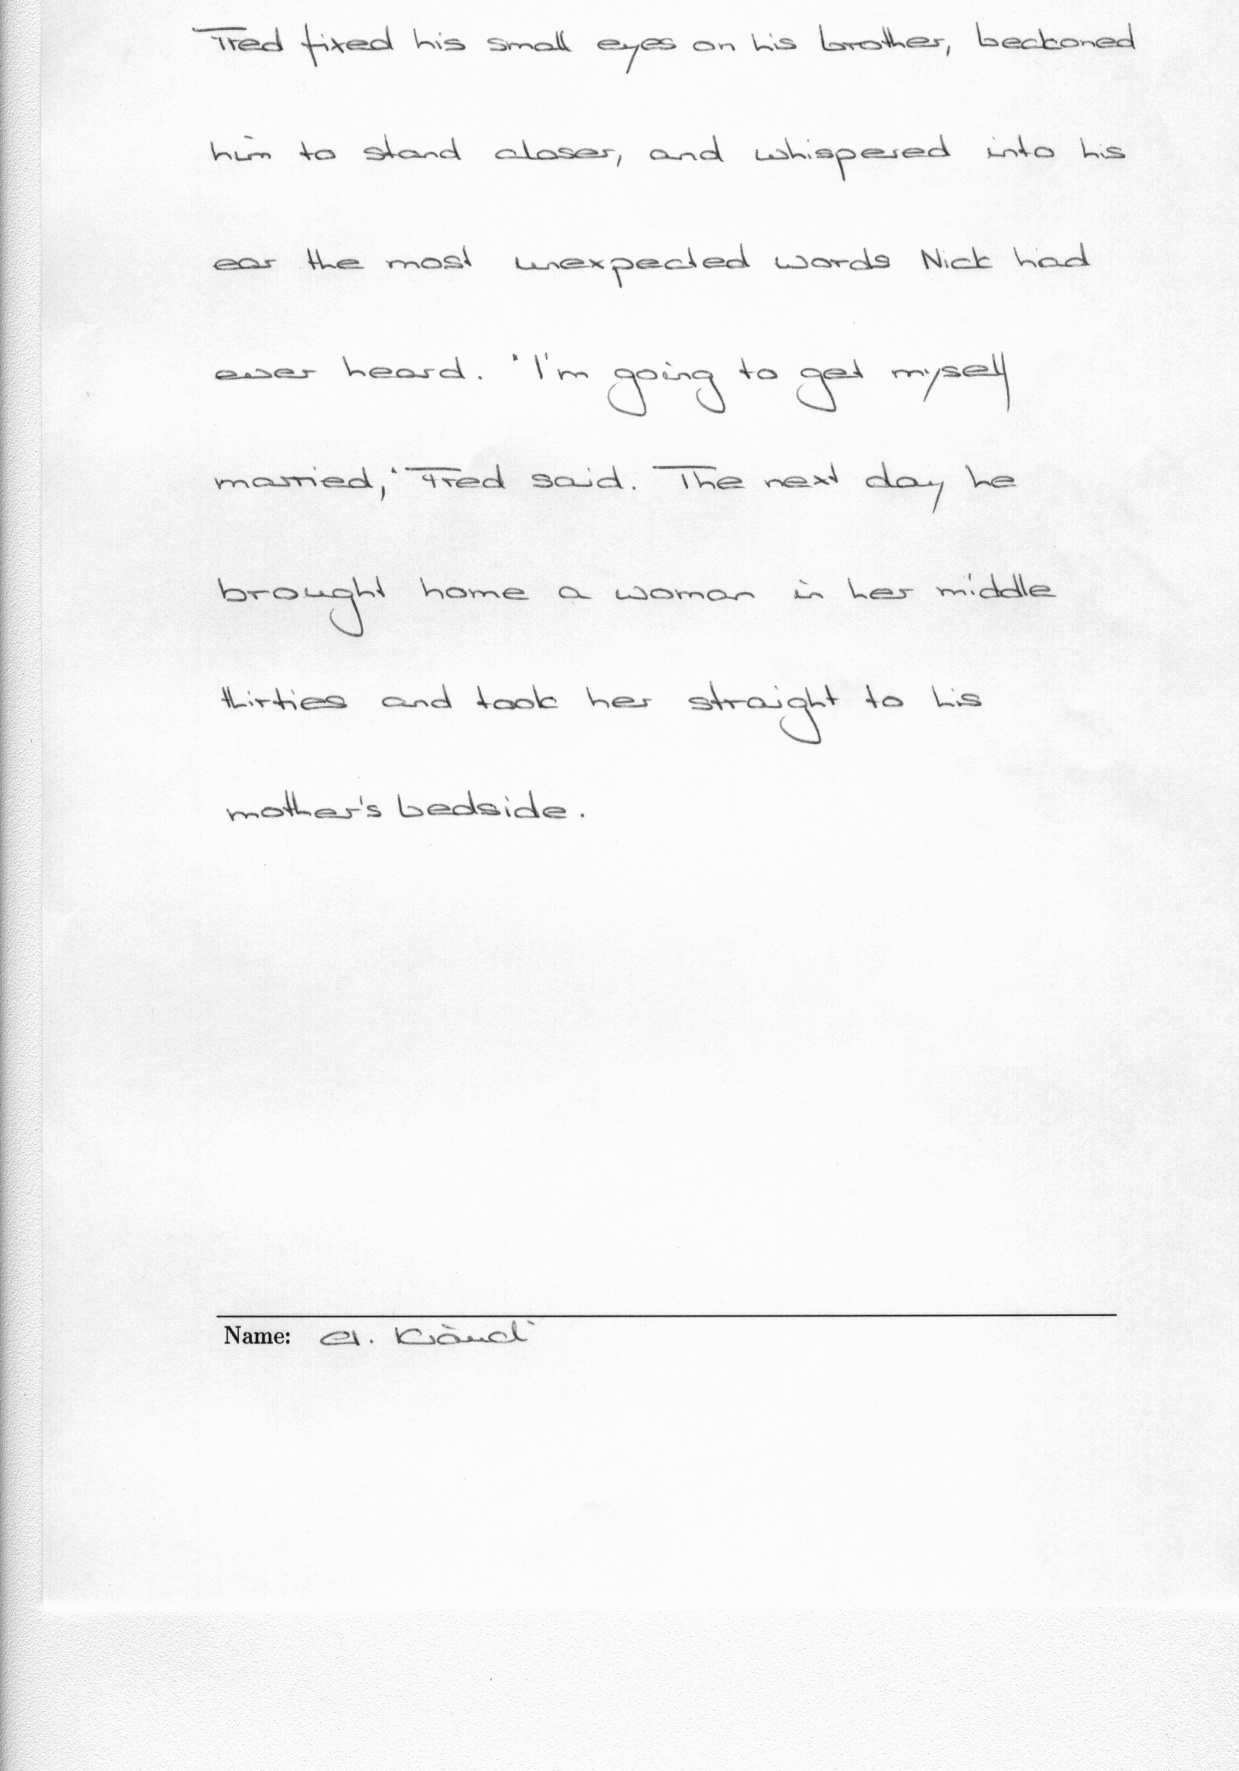 Fred fixed his small eyes on his brother, beckoned
him to stand closer, and whispered into his
ear the most unexpected words Nick had
ever heard. 'I'm going to get myself
married,' Fred said. The next day he
brought home a woman in her middle
thirties and took her straight to his
mother's bedside.
Name: